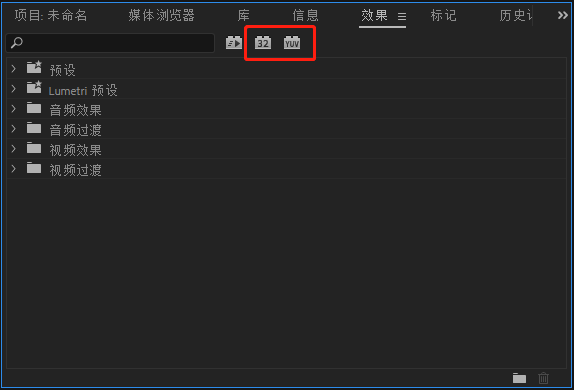 项目: 未命名 媒体浏览器 库 信息 效果 标记 历史
32 YUV
预设
Lumetri 预设
音频效果
音频过渡
视频效果
视频过渡